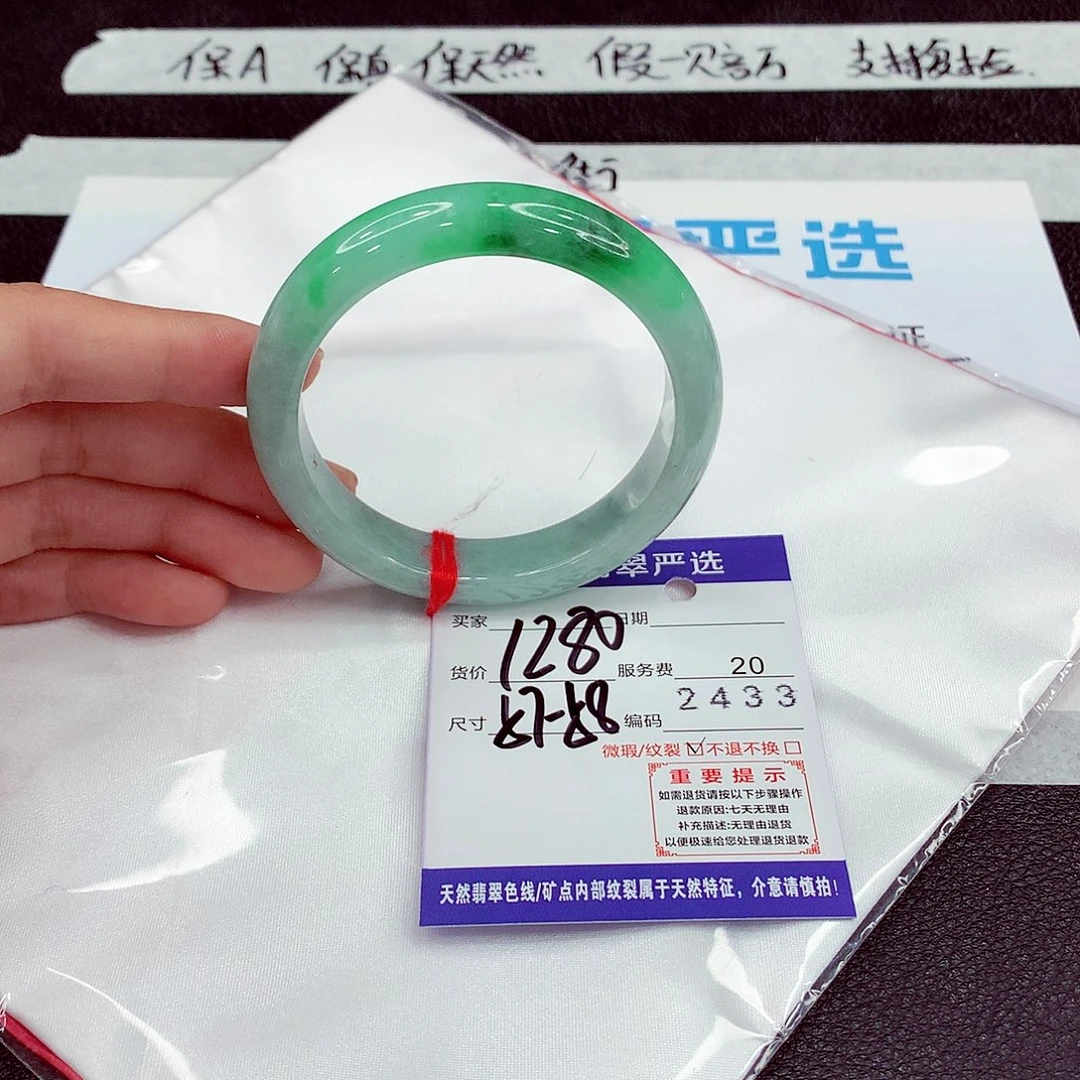 保A 保真 保天然 假一赔万 支持复检
街
严选
证
翠严选
买家 日期
货价 1280 服务费 20
尺寸 57-58 编码 2433
微瑕/纹裂 ☑ 不退不换 ☐
重要提示
如需退货请按以下步骤操作
退款原因:七天无理由
补充描述:无理由退货
以便极速给您处理退货退款
天然翡翠色线/矿点内部纹裂属于天然特征，介意请慎拍!